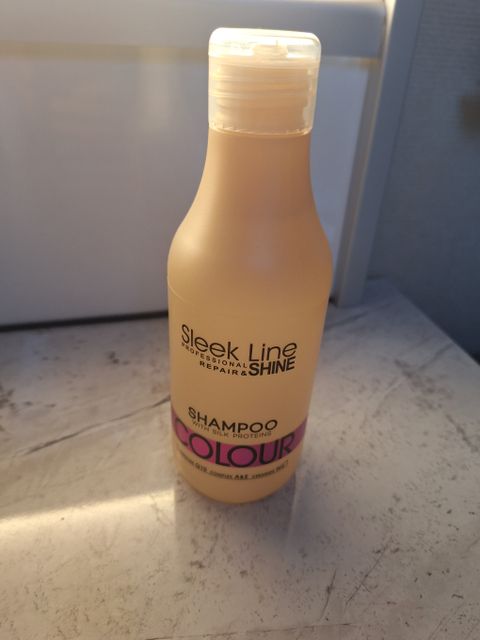 Sleek Line
PROFESSIONAL
REPAIR&SHINE
SHAMPOO
WITH SILK PROTEINS
COLOUR